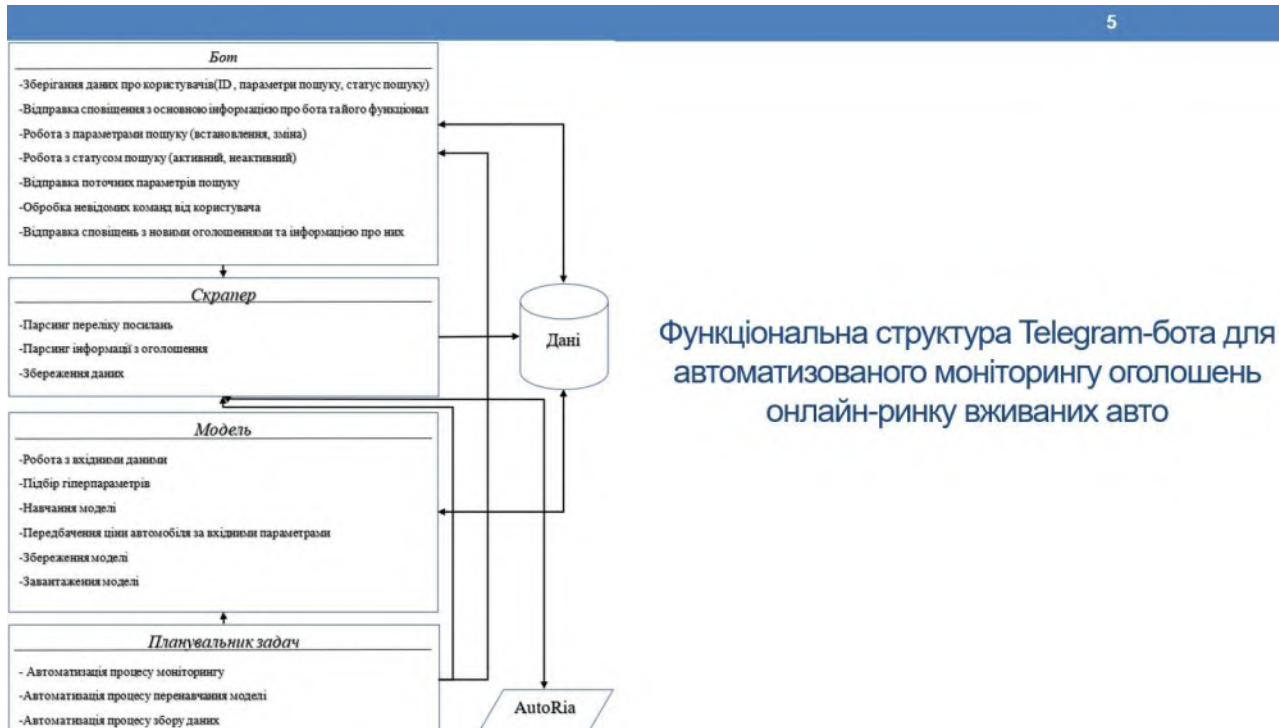 5
Бот
-Зберігання даних про користувачів(ID , параметри пошуку, статус пошуку)
-Відправка сповіщення з основною інформацією про бота та його функціонал
-Робота з параметрами пошуку (встановлення, зміна)
-Робота з статусом пошуку (активний, неактивний)
-Відправка поточних параметрів пошуку
-Обробка невідомих команд від користувача
-Відправка сповіщень з новими оголошеннями та інформацією про них
Скрапер
-Парсинг переліку посилань
-Парсинг інформації з оголошення
-Збереження даних
Дані
Модель
-Робота з вхідними даними
-Підбір гіперпараметрів
-Навчання моделі
-Передбачення ціни автомобіля за вхідними параметрами
-Збереження моделі
-Завантаження моделі
Планувальник задач
- Автоматизація процесу моніторингу
-Автоматизація процесу перенавчання моделі
-Автоматизація процесу збору даних
AutoRia
Функціональна структура Telegram-бота для
автоматизованого моніторингу оголошень
онлайн-ринку вживаних авто